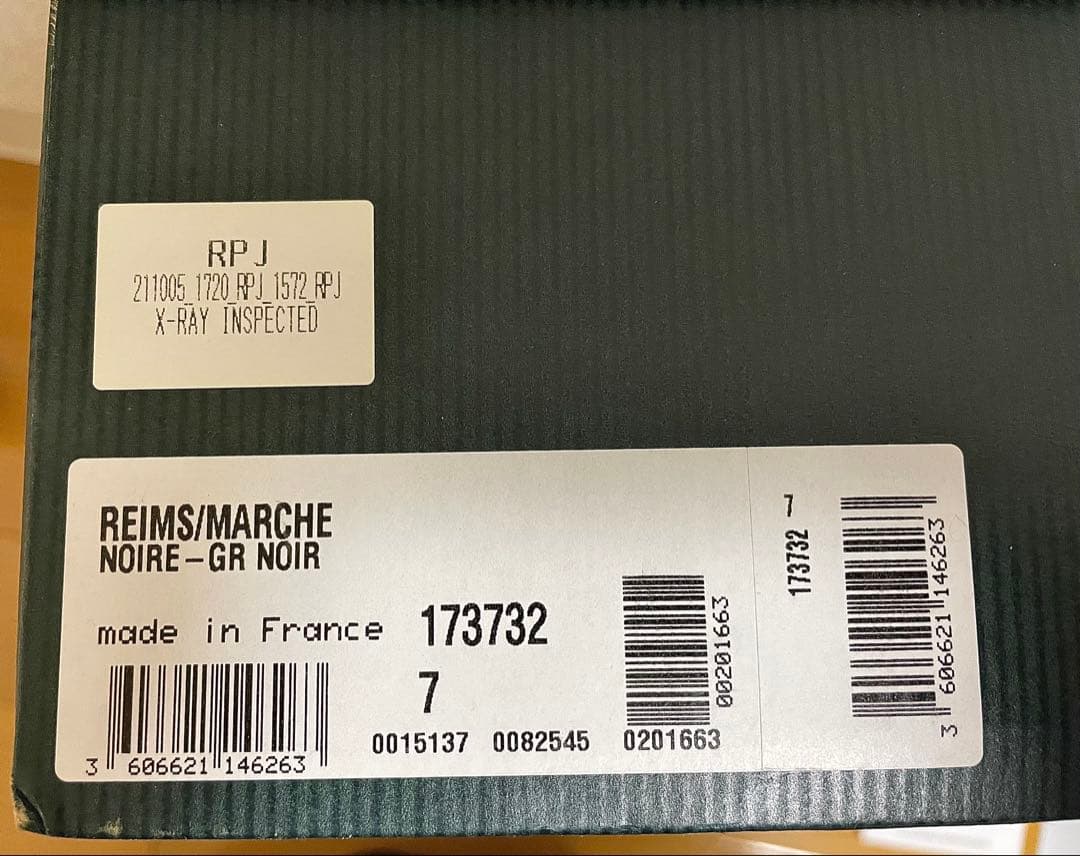 RPJ
211005_1720_RPJ_1572_RPJ
X-RAY INSPECTED
REIMS/MARCHE
NOIRE-GR NOIR
made in France 173732
7
0015137 0082545 0201663
3 606621 146263
00201663
173732 7
3 606621 146263